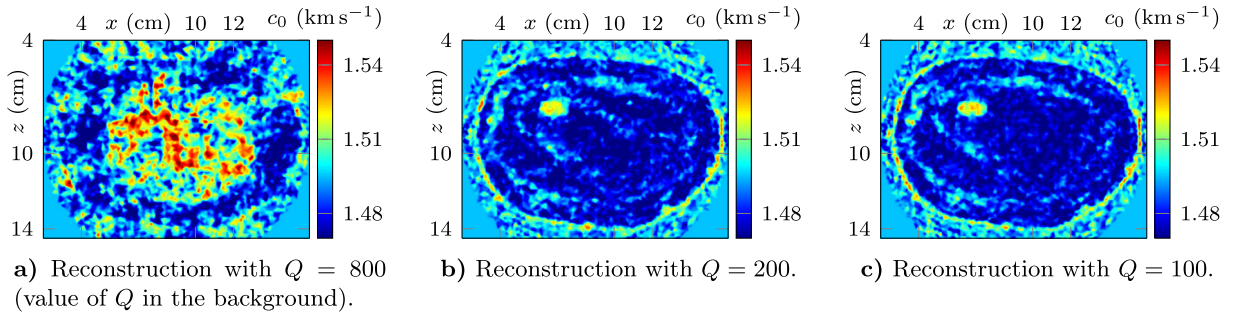 4 x (cm) 10 12 c₀ (km s⁻¹)
4
z (cm)
10
14
1.54
1.51
1.48
a) Reconstruction with Q = 800
(value of Q in the background).
4 x (cm) 10 12 c₀ (km s⁻¹)
4
z (cm)
10
14
1.54
1.51
1.48
b) Reconstruction with Q = 200.
4 x (cm) 10 12 c₀ (km s⁻¹)
4
z (cm)
10
14
1.54
1.51
1.48
c) Reconstruction with Q = 100.